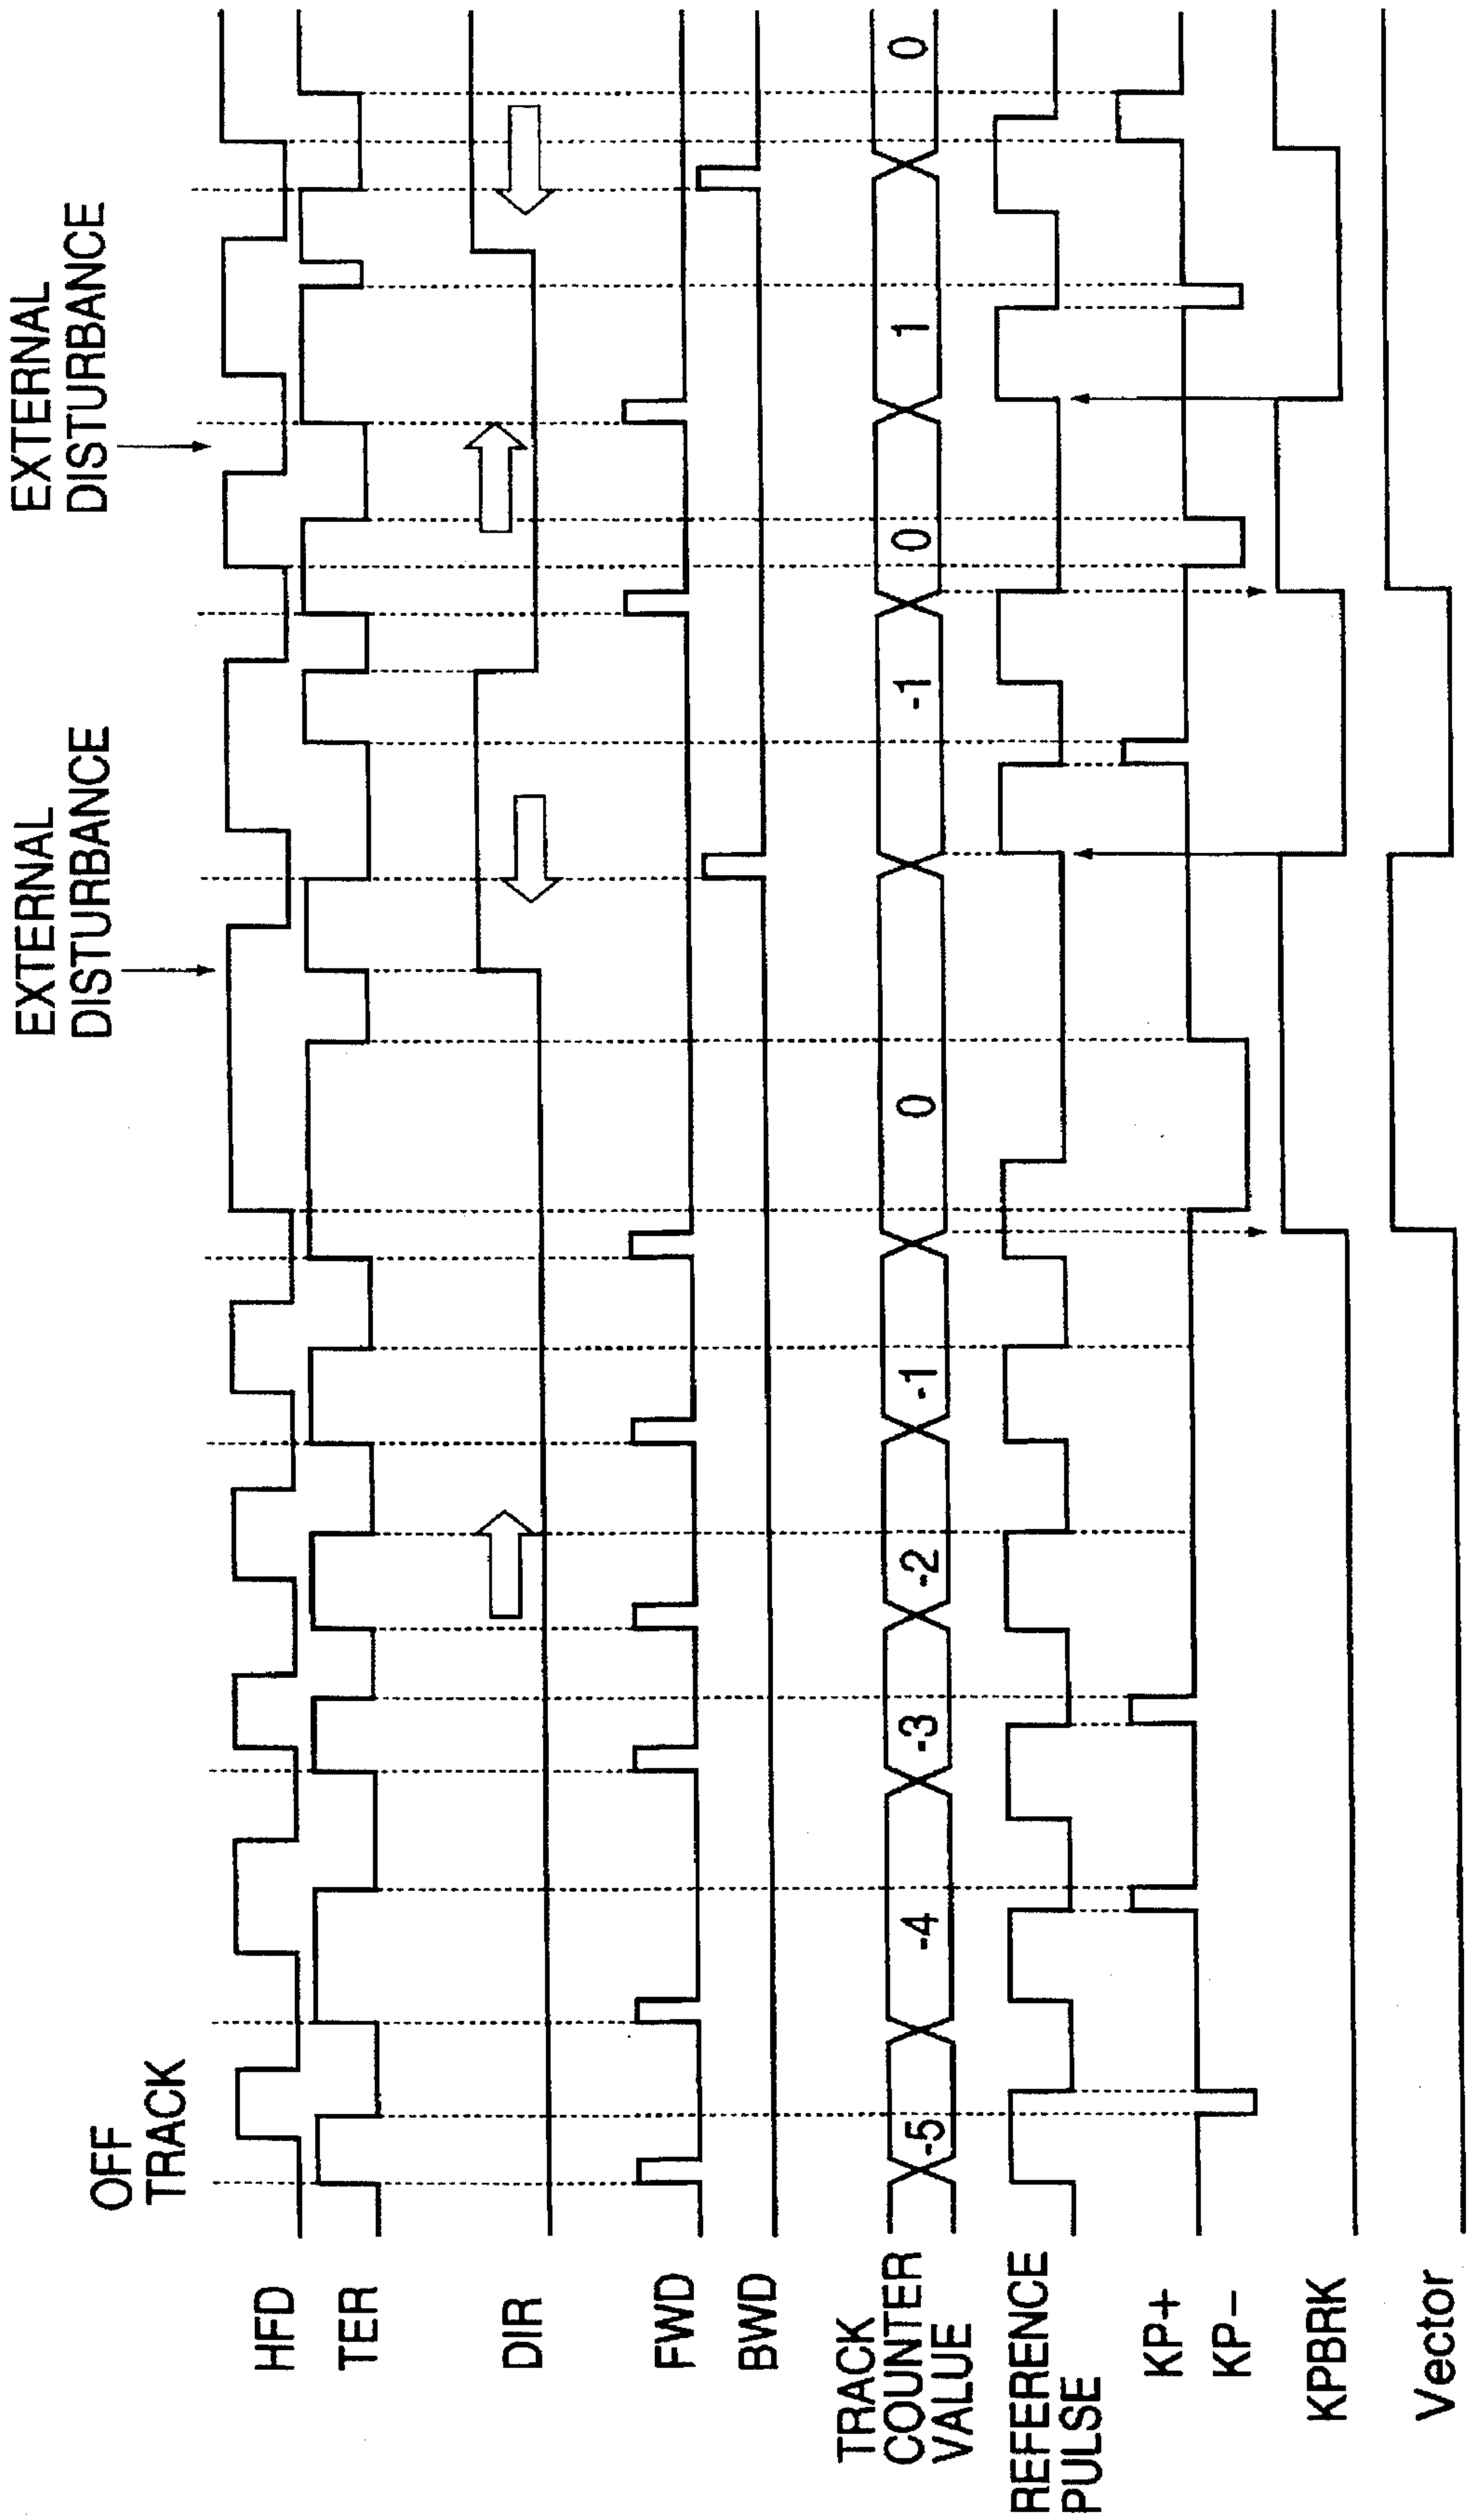 OFF
TRACK
EXTERNAL
DISTURBANCE
EXTERNAL
DISTURBANCE
HFD
TER
DIR
FWD
BWD
TRACK
COUNTER
VALUE
-5 -4 -3 -2 -1 0 -1 0 1 0
REFERENCE
PULSE
KP+
KP-
KPBRK
Vector